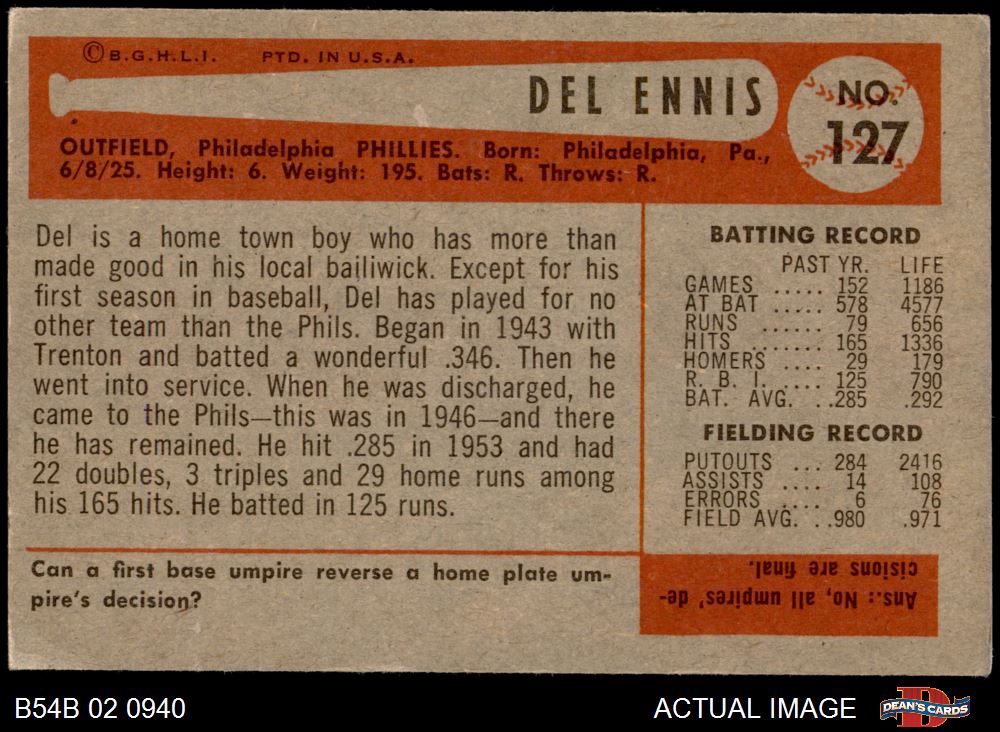 ©B.G.H.L.I. PTD. IN U.S.A.
DEL ENNIS
NO.
127
OUTFIELD, Philadelphia PHILLIES. Born: Philadelphia, Pa.,
6/8/25. Height: 6. Weight: 195. Bats: R. Throws: R.
Del is a home town boy who has more than
made good in his local bailiwick. Except for his
first season in baseball, Del has played for no
other team than the Phils. Began in 1943 with
Trenton and batted a wonderful .346. Then he
went into service. When he was discharged, he
came to the Phils—this was in 1946—and there
he has remained. He hit .285 in 1953 and had
22 doubles, 3 triples and 29 home runs among
his 165 hits. He batted in 125 runs.
BATTING RECORD
PAST YR. LIFE
GAMES ..... 152 1186
AT BAT ..... 578 4577
RUNS ...... 79 656
HITS ....... 165 1336
HOMERS .... 29 179
R. B. I. .... 125 790
BAT. AVG. ..285 .292
FIELDING RECORD
PUTOUTS ... 284 2416
ASSISTS .... 14 108
ERRORS .... 6 76
FIELD AVG. ..980 .971
Can a first base umpire reverse a home plate um-
pire's decision?
Ans.: No, all umpires' de-
cisions are final.
B54B 02 0940
ACTUAL IMAGE
D
DEAN'S CARDS